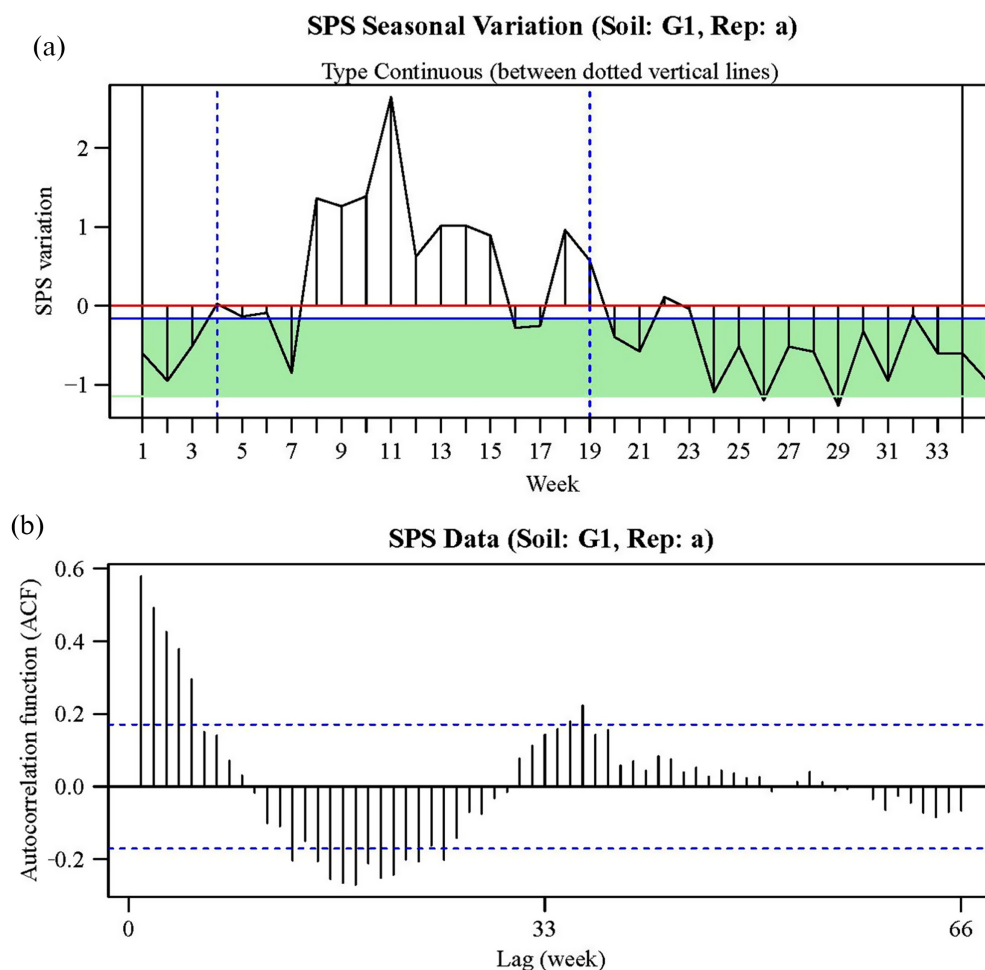 (a)
SPS Seasonal Variation (Soil: G1, Rep: a)
Type Continuous (between dotted vertical lines)
SPS variation
2
1
0
−1
1 3 5 7 9 11 13 15 17 19 21 23 25 27 29 31 33
Week
(b)
SPS Data (Soil: G1, Rep: a)
Autocorrelation function (ACF)
0.6
0.4
0.2
0.0
-0.2
0 33 66
Lag (week)